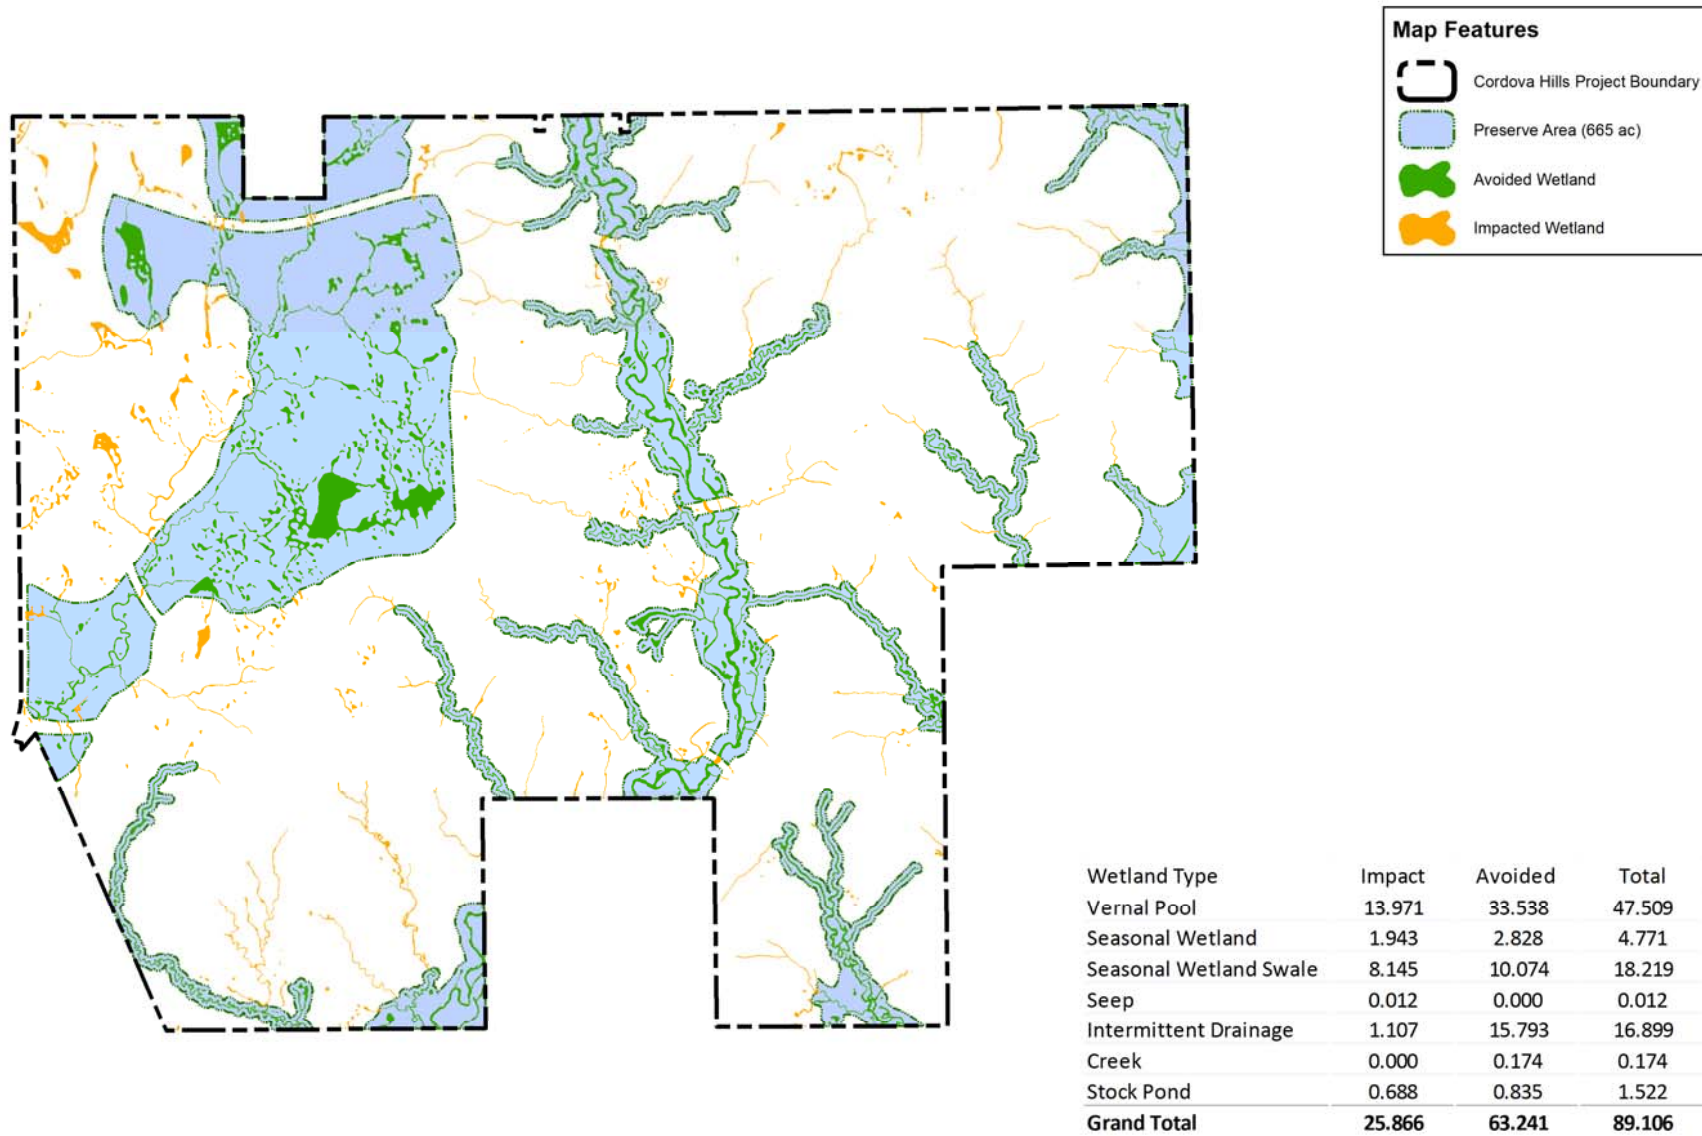 Map Features
Cordova Hills Project Boundary
Preserve Area (665 ac)
Avoided Wetland
Impacted Wetland
Wetland Type Impact Avoided Total
Vernal Pool 13.971 33.538 47.509
Seasonal Wetland 1.943 2.828 4.771
Seasonal Wetland Swale 8.145 10.074 18.219
Seep 0.012 0.000 0.012
Intermittent Drainage 1.107 15.793 16.899
Creek 0.000 0.174 0.174
Stock Pond 0.688 0.835 1.522
Grand Total 25.866 63.241 89.106